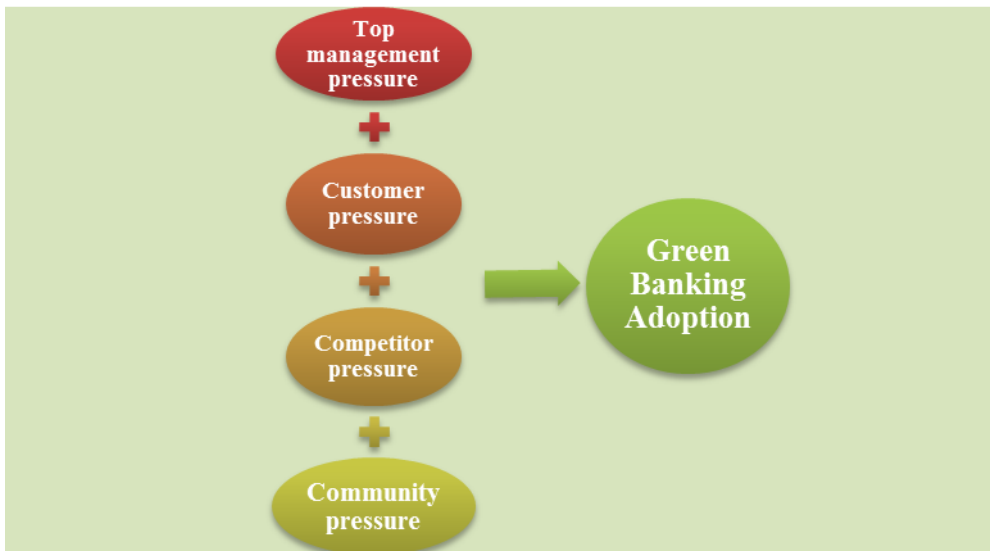 Top
management
pressure
Customer
pressure
Competitor
pressure
Community
pressure
Green
Banking
Adoption